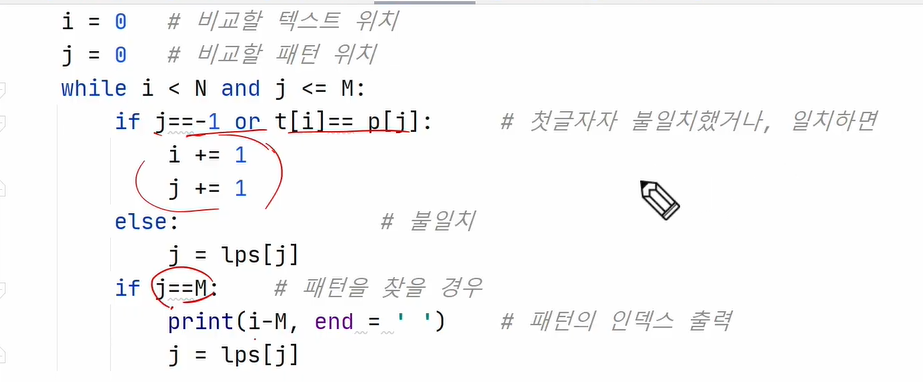 i = 0   # 비교할 텍스트 위치
j = 0   # 비교할 패턴 위치
while i < N and j <= M:
    if j==-1 or t[i]== p[j]:     # 첫글자자 불일치했거나, 일치하면
        i += 1
        j += 1
    else:               # 불일치
        j = lps[j]
    if j==M:    # 패턴을 찾을 경우
        print(i-M, end = ' ')    # 패턴의 인덱스 출력
        j = lps[j]